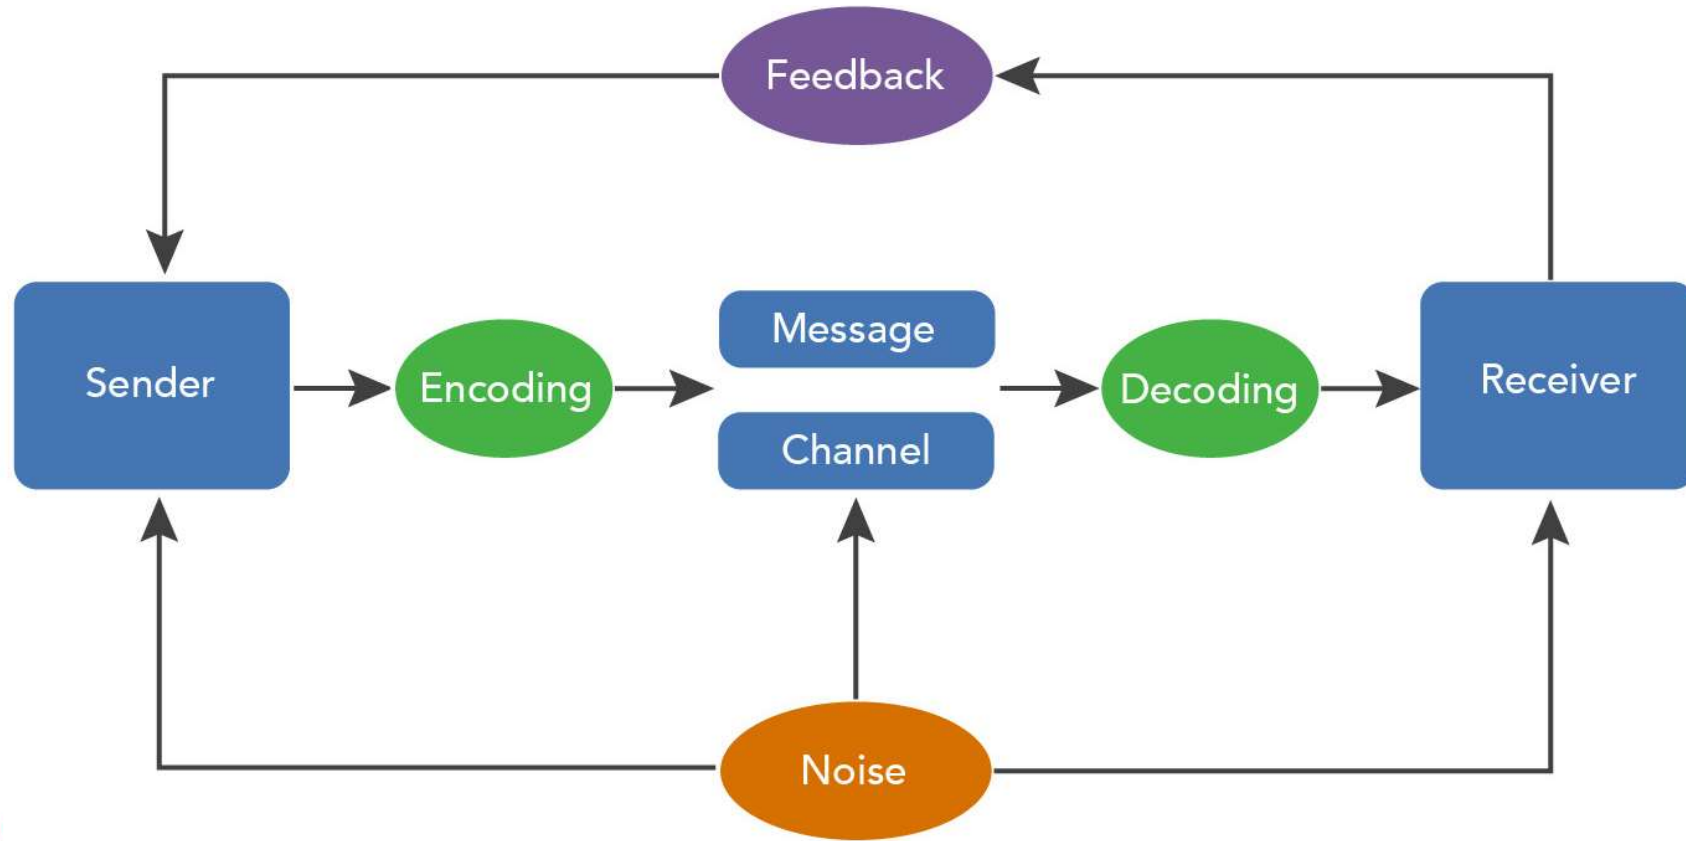 Feedback
Sender
Encoding
Message
Channel
Decoding
Receiver
Noise